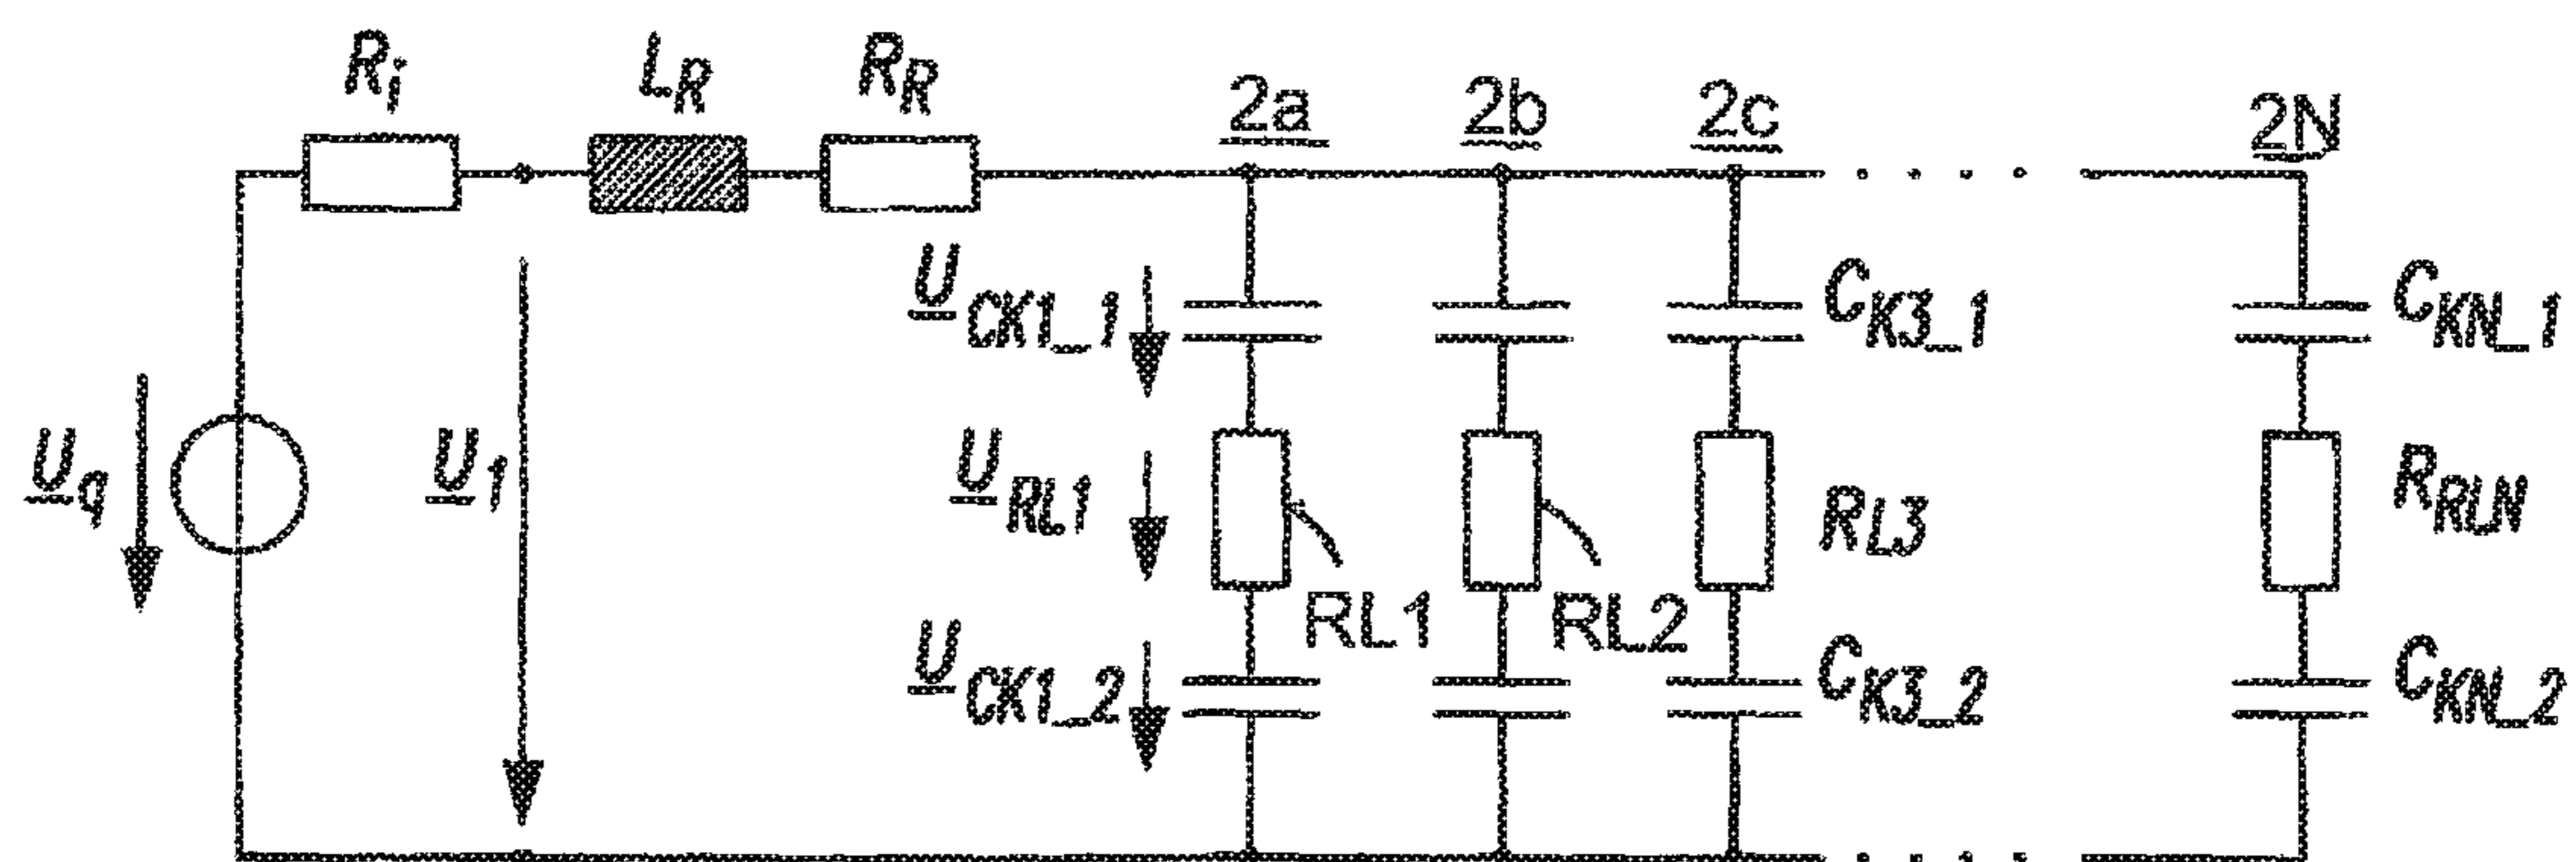 Ri LR RR
2a 2b 2c 2N
UCK1_1 CK3_1 CKN_1
Uq U1 URL1 RL3 RRLN
RL1 RL2
UCK1_2 CK3_2 CKN_2